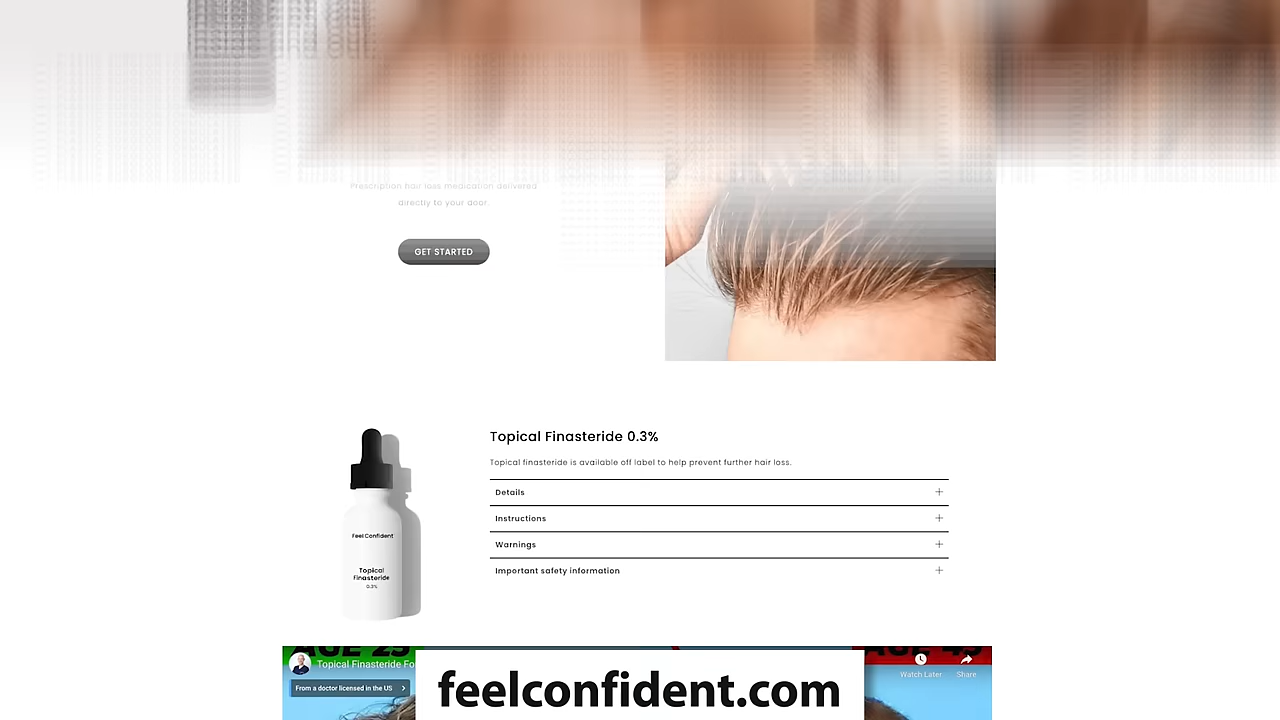 Prescription hair loss medication delivered
directly to your door.
GET STARTED
Topical Finasteride 0.3%
Topical finasteride is available off label to help prevent further hair loss.
Details
Instructions
Warnings
Important safety information
Feel Confident
Topical
Finasteride
0.3%
AGE 25
AGE 45
Topical Finasteride Fo
Watch Later
Share
From a doctor licensed in the US
feelconfident.com